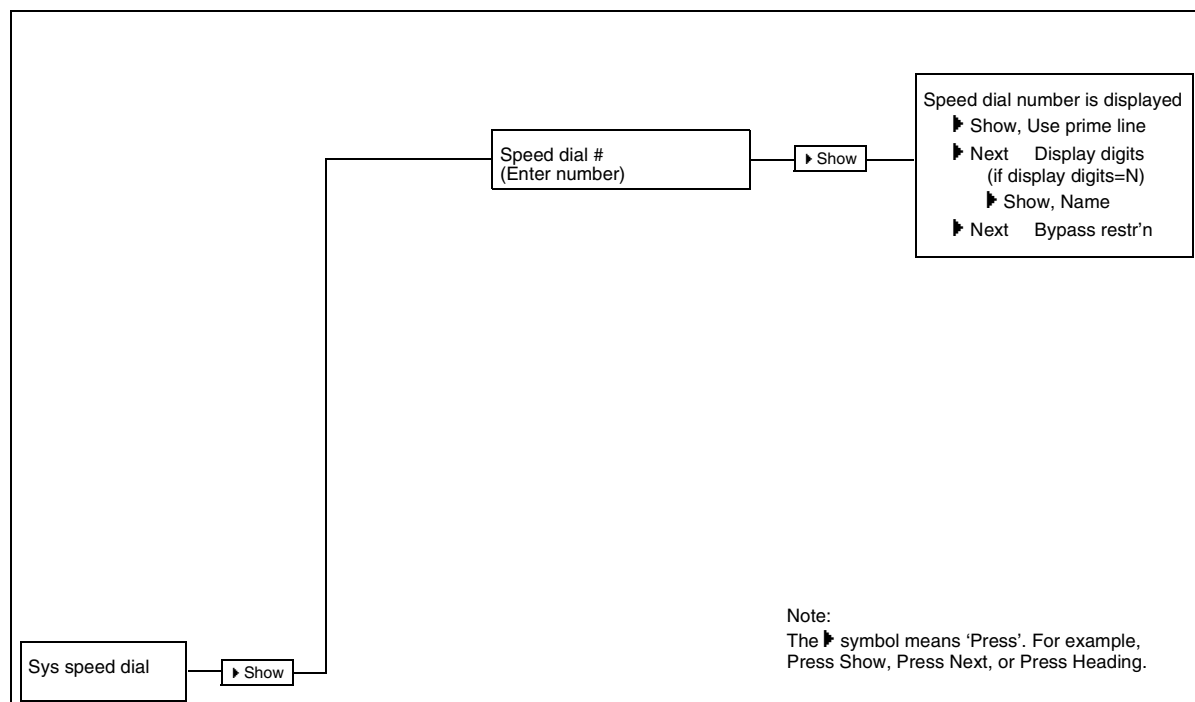 Speed dial number is displayed
▶ Show, Use prime line
▶ Next Display digits
(if display digits=N)
▶ Show, Name
▶ Next Bypass restr'n
Speed dial #
(Enter number)
▶ Show
Note:
The ▶ symbol means ‘Press’. For example,
Press Show, Press Next, or Press Heading.
Sys speed dial
▶ Show